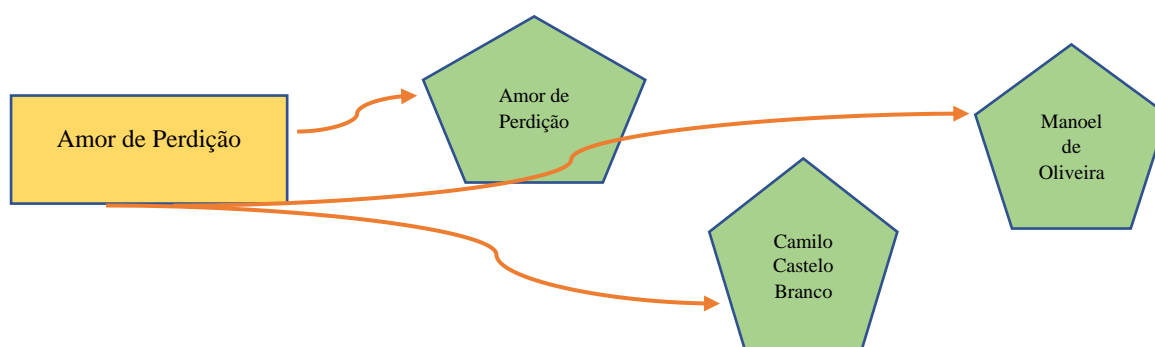 Amor de Perdição
Amor de
Perdição
Manoel
de
Oliveira
Camilo
Castelo
Branco